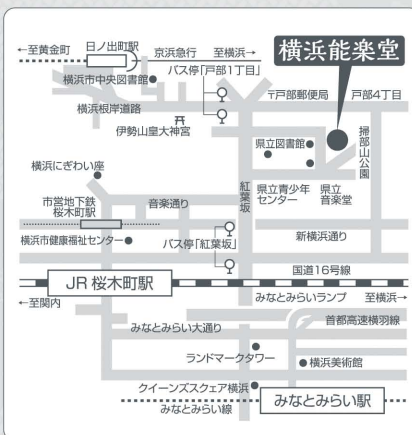 ←至黄金町
日ノ出町駅
京浜急行
至横浜→
横浜能楽堂
バス停「戸部1丁目」
横浜市中央図書館
〒戸部郵便局
戸部4丁目
横浜根岸道路
伊勢山皇大神宮
県立図書館
掃部山公園
横浜にぎわい座
紅葉坂
県立青少年
センター
県立
音楽堂
市営地下鉄
桜木町駅
音楽通り
横浜市健康福祉センター
バス停「紅葉坂」
新横浜通り
国道16号線
JR 桜木町駅
←至関内
みなとみらいランプ
至横浜→
みなとみらい大通り
首都高速横羽線
ランドマークタワー
横浜美術館
クイーンズスクェア横浜
みなとみらい線
みなとみらい駅